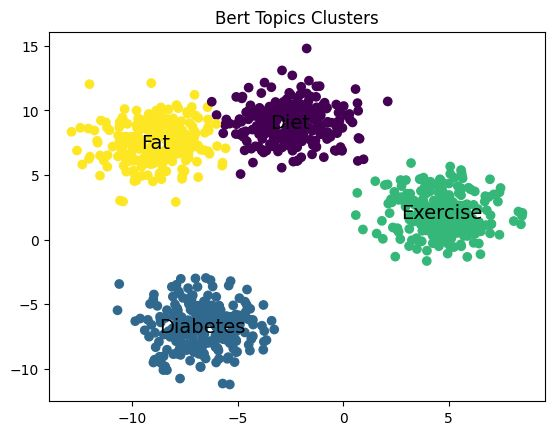 Bert Topics Clusters
15
10
5
0
−5
−10
Fat
Diet
Exercise
Diabetes
−10
−5
0
5